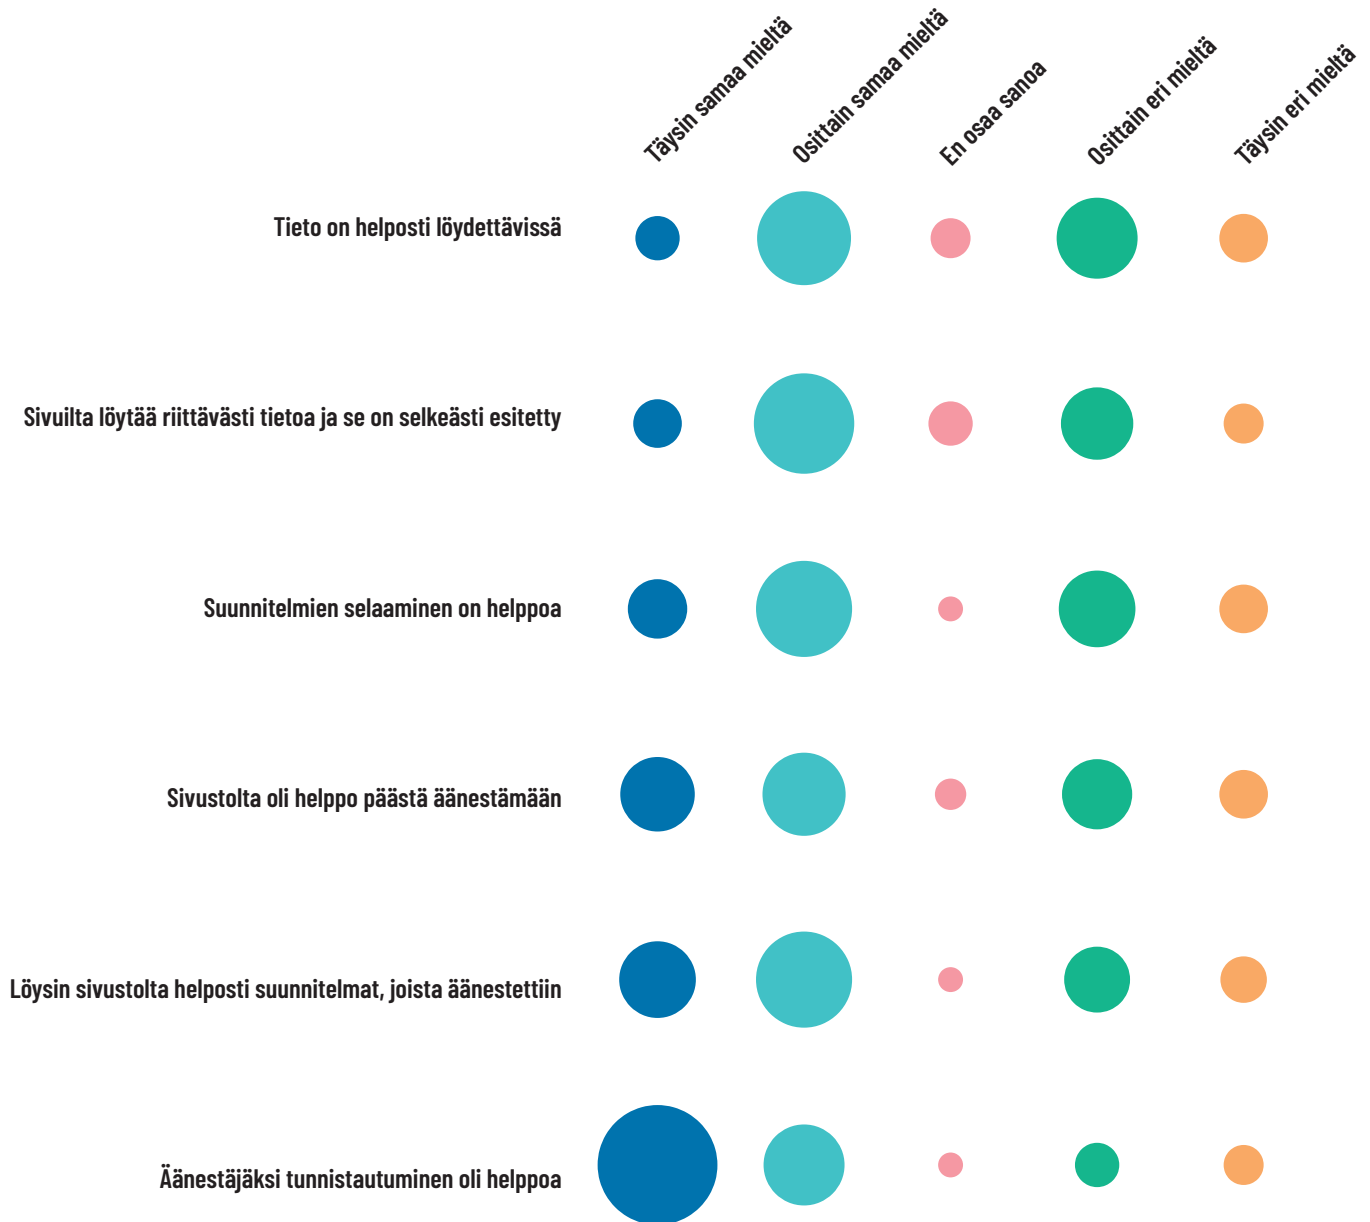 Täysin samaa mieltä
Osittain samaa mieltä
En osaa sanoa
Osittain eri mieltä
Täysin eri mieltä
Tieto on helposti löydettävissä
Sivuilta löytää riittävästi tietoa ja se on selkeästi esitetty
Suunnitelmien selaaminen on helppoa
Sivustolta oli helppo päästä äänestämään
Löysin sivustolta helposti suunnitelmat, joista äänestettiin
Äänestäjäksi tunnistautuminen oli helppoa